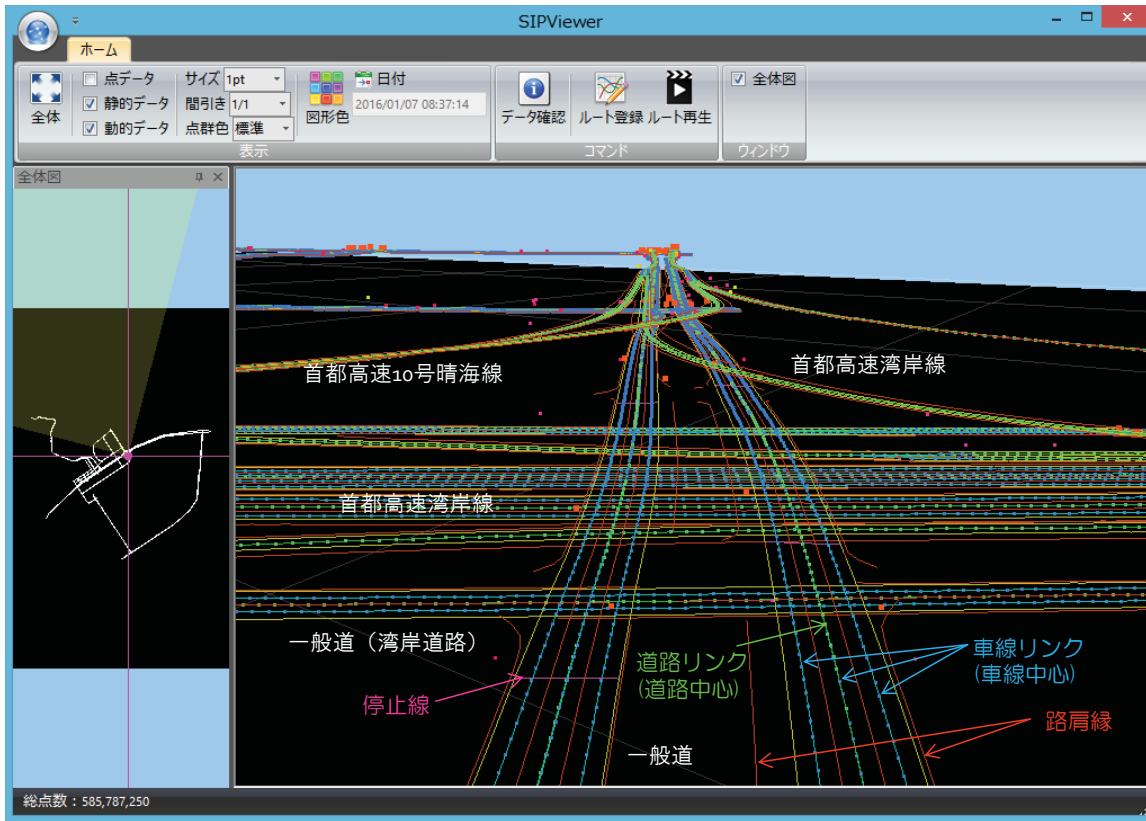 SIPViewer
ホーム
点データ
静的データ
動的データ
全体
サイズ 1pt
間引き 1/1
点群色 標準
図形色
日付
2016/01/07 08:37:14
表示
データ確認
ルート登録
ルート再生
コマンド
全体図
ウィンドウ
全体図
首都高速10号晴海線
首都高速湾岸線
首都高速湾岸線
一般道（湾岸道路）
道路リンク
(道路中心)
車線リンク
(車線中心)
停止線
路肩縁
一般道
総点数：585,787,250